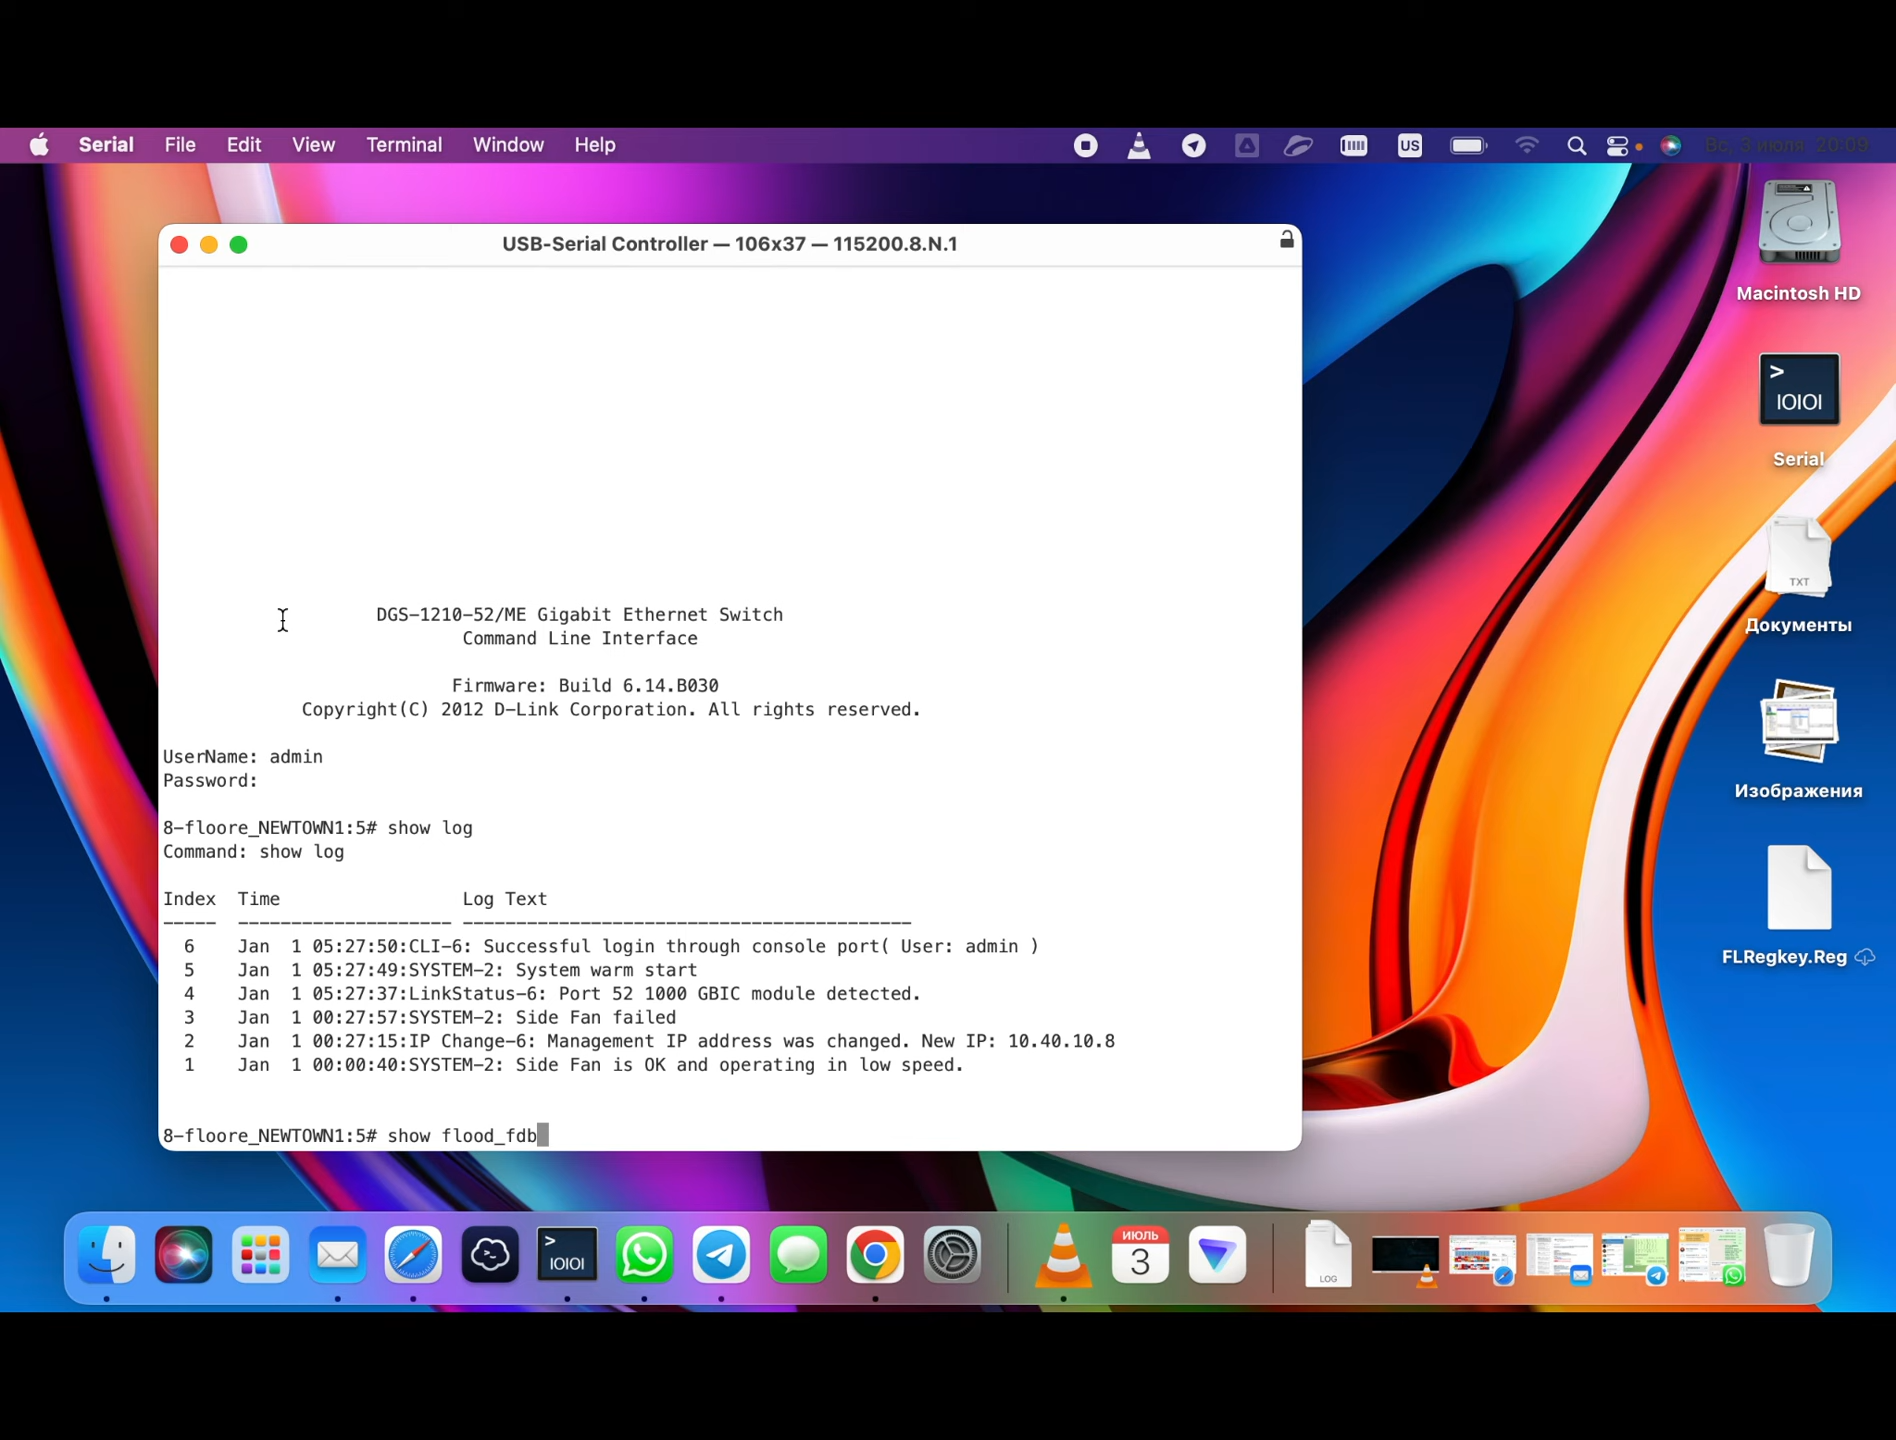 Serial File Edit View Terminal Window Help US Вс, 3 июля 20:09
USB-Serial Controller — 106x37 — 115200.8.N.1
Macintosh HD
>
IOIOI
Serial
TXT
Документы
Изображения
FLRegkey.Reg
DGS-1210-52/ME Gigabit Ethernet Switch
Command Line Interface
Firmware: Build 6.14.B030
Copyright(C) 2012 D-Link Corporation. All rights reserved.
UserName: admin
Password:
8-floore_NEWTOWN1:5# show log
Command: show log
Index Time Log Text
----- -------------------- ------------------------------------------
6 Jan 1 05:27:50:CLI-6: Successful login through console port( User: admin )
5 Jan 1 05:27:49:SYSTEM-2: System warm start
4 Jan 1 05:27:37:LinkStatus-6: Port 52 1000 GBIC module detected.
3 Jan 1 00:27:57:SYSTEM-2: Side Fan failed
2 Jan 1 00:27:15:IP Change-6: Management IP address was changed. New IP: 10.40.10.8
1 Jan 1 00:00:40:SYSTEM-2: Side Fan is OK and operating in low speed.
8-floore_NEWTOWN1:5# show flood_fdb
>
IOIOI
ИЮЛЬ
3
LOG